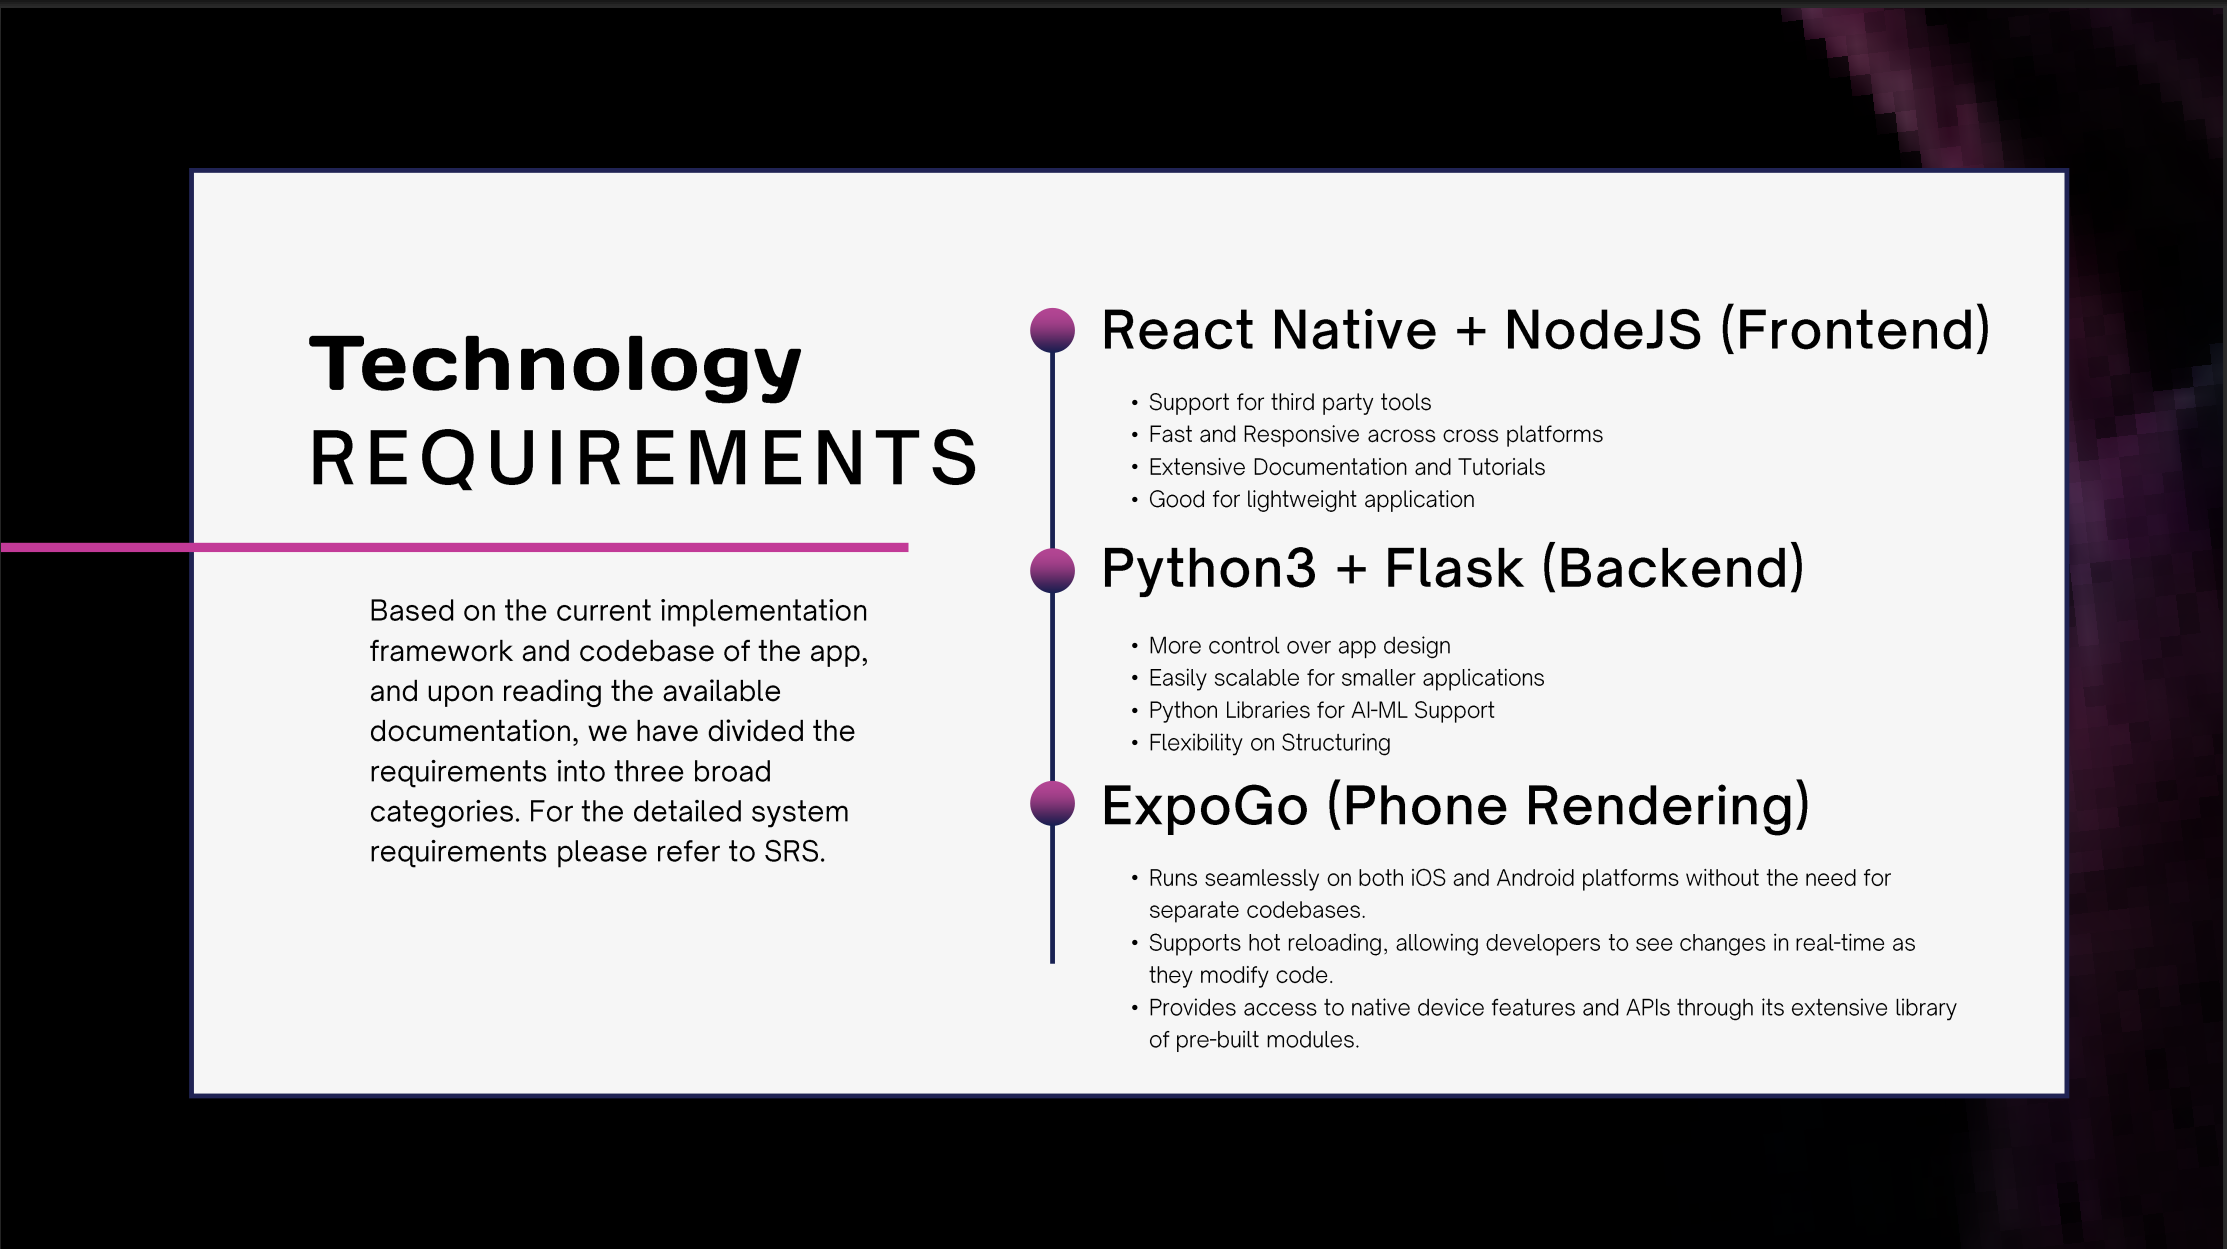 Technology
REQUIREMENTS
Based on the current implementation
framework and codebase of the app,
and upon reading the available
documentation, we have divided the
requirements into three broad
categories. For the detailed system
requirements please refer to SRS.
React Native + NodeJS (Frontend)
• Support for third party tools
• Fast and Responsive across cross platforms
• Extensive Documentation and Tutorials
• Good for lightweight application
Python3 + Flask (Backend)
• More control over app design
• Easily scalable for smaller applications
• Python Libraries for AI-ML Support
• Flexibility on Structuring
ExpoGo (Phone Rendering)
• Runs seamlessly on both iOS and Android platforms without the need for
separate codebases.
• Supports hot reloading, allowing developers to see changes in real-time as
they modify code.
• Provides access to native device features and APIs through its extensive library
of pre-built modules.